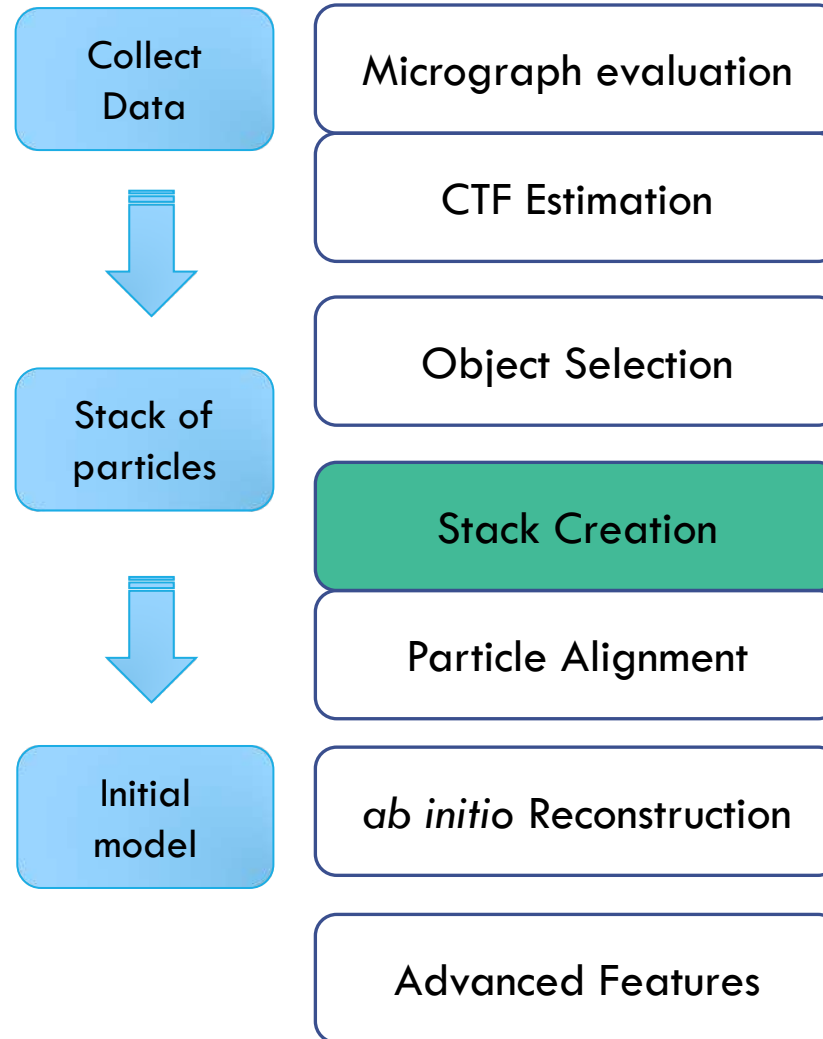 Collect
Data
Stack of
particles
Initial
model
Micrograph evaluation
CTF Estimation
Object Selection
Stack Creation
Particle Alignment
ab initio Reconstruction
Advanced Features